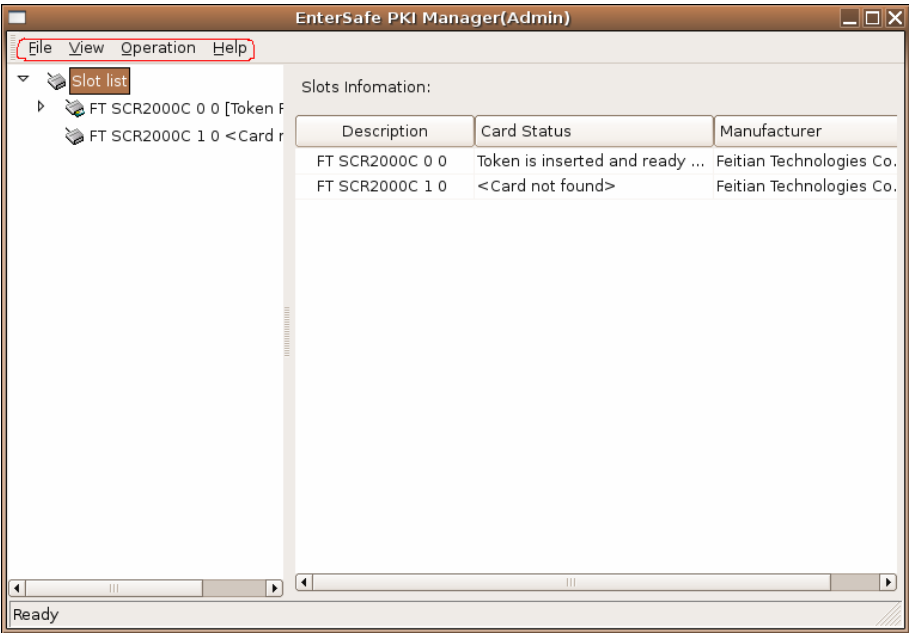 EnterSafe PKI Manager(Admin)
File View Operation Help
Slot list
FT SCR2000C 0 0 [Token
FT SCR2000C 1 0 <Card
Slots Infomation:
Description Card Status Manufacturer
FT SCR2000C 0 0 Token is inserted and ready ... Feitian Technologies Co.
FT SCR2000C 1 0 <Card not found> Feitian Technologies Co.
Ready